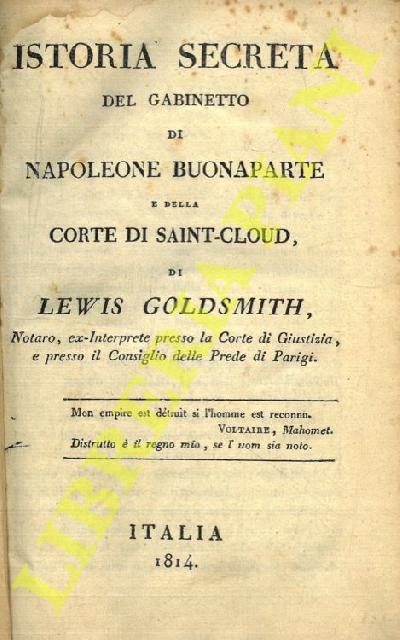 ISTORIA SECRETA
DEL GABINETTO
DI
NAPOLEONE BUONAPARTE
E DELLA
CORTE DI SAINT-CLOUD,
DI
LEWIS GOLDSMITH,
Notaro, ex-Interprete presso la Corte di Giustizia,
e presso il Consiglio delle Prede di Parigi.
Mon empire est détruit si l'homme est reconnu.
VOLTAIRE, Mahomet.
Distrutto è il regno mio, se l'uom sia noto.
ITALIA
1814.
LIBRERIA PIANI